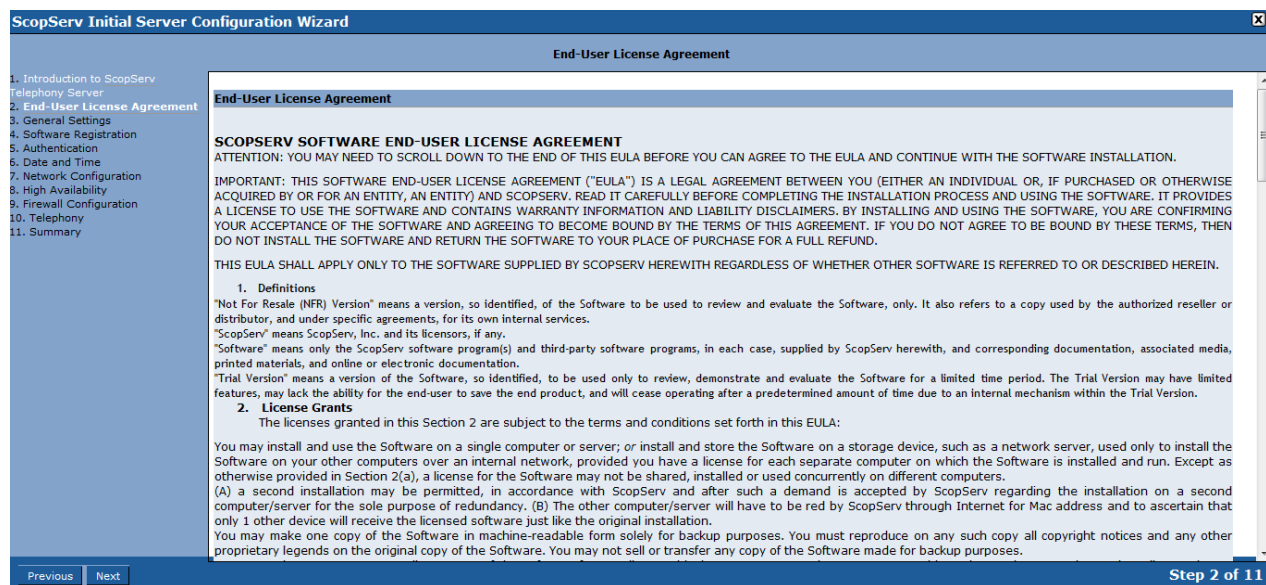 ScopServ Initial Server Configuration Wizard
X
End-User License Agreement
1. Introduction to ScopServ
Telephony Server
2. End-User License Agreement
3. General Settings
4. Software Registration
5. Authentication
6. Date and Time
7. Network Configuration
8. High Availability
9. Firewall Configuration
10. Telephony
11. Summary
End-User License Agreement
SCOPSERV SOFTWARE END-USER LICENSE AGREEMENT
ATTENTION: YOU MAY NEED TO SCROLL DOWN TO THE END OF THIS EULA BEFORE YOU CAN AGREE TO THE EULA AND CONTINUE WITH THE SOFTWARE INSTALLATION.
IMPORTANT: THIS SOFTWARE END-USER LICENSE AGREEMENT ("EULA") IS A LEGAL AGREEMENT BETWEEN YOU (EITHER AN INDIVIDUAL OR, IF PURCHASED OR OTHERWISE
ACQUIRED BY OR FOR AN ENTITY, AN ENTITY) AND SCOPSERV. READ IT CAREFULLY BEFORE COMPLETING THE INSTALLATION PROCESS AND USING THE SOFTWARE. IT PROVIDES
A LICENSE TO USE THE SOFTWARE AND CONTAINS WARRANTY INFORMATION AND LIABILITY DISCLAIMERS. BY INSTALLING AND USING THE SOFTWARE, YOU ARE CONFIRMING
YOUR ACCEPTANCE OF THE SOFTWARE AND AGREEING TO BECOME BOUND BY THE TERMS OF THIS AGREEMENT. IF YOU DO NOT AGREE TO BE BOUND BY THESE TERMS, THEN
DO NOT INSTALL THE SOFTWARE AND RETURN THE SOFTWARE TO YOUR PLACE OF PURCHASE FOR A FULL REFUND.
THIS EULA SHALL APPLY ONLY TO THE SOFTWARE SUPPLIED BY SCOPSERV HEREWITH REGARDLESS OF WHETHER OTHER SOFTWARE IS REFERRED TO OR DESCRIBED HEREIN.
1. Definitions
"Not For Resale (NFR) Version" means a version, so identified, of the Software to be used to review and evaluate the Software, only. It also refers to a copy used by the authorized reseller or
distributor, and under specific agreements, for its own internal services.
"ScopServ" means ScopServ, Inc. and its licensors, if any.
"Software" means only the ScopServ software program(s) and third-party software programs, in each case, supplied by ScopServ herewith, and corresponding documentation, associated media,
printed materials, and online or electronic documentation.
"Trial Version" means a version of the Software, so identified, to be used only to review, demonstrate and evaluate the Software for a limited time period. The Trial Version may have limited
features, may lack the ability for the end-user to save the end product, and will cease operating after a predetermined amount of time due to an internal mechanism within the Trial Version.
2. License Grants
The licenses granted in this Section 2 are subject to the terms and conditions set forth in this EULA:
You may install and use the Software on a single computer or server; or install and store the Software on a storage device, such as a network server, used only to install the
Software on your other computers over an internal network, provided you have a license for each separate computer on which the Software is installed and run. Except as
otherwise provided in Section 2(a), a license for the Software may not be shared, installed or used concurrently on different computers.
(A) a second installation may be permitted, in accordance with ScopServ and after such a demand is accepted by ScopServ regarding the installation on a second
computer/server for the sole purpose of redundancy. (B) The other computer/server will have to be red by ScopServ through Internet for Mac address and to ascertain that
only 1 other device will receive the licensed software just like the original installation.
You may make one copy of the Software in machine-readable form solely for backup purposes. You must reproduce on any such copy all copyright notices and any other
proprietary legends on the original copy of the Software. You may not sell or transfer any copy of the Software made for backup purposes.
Previous
Next
Step 2 of 11